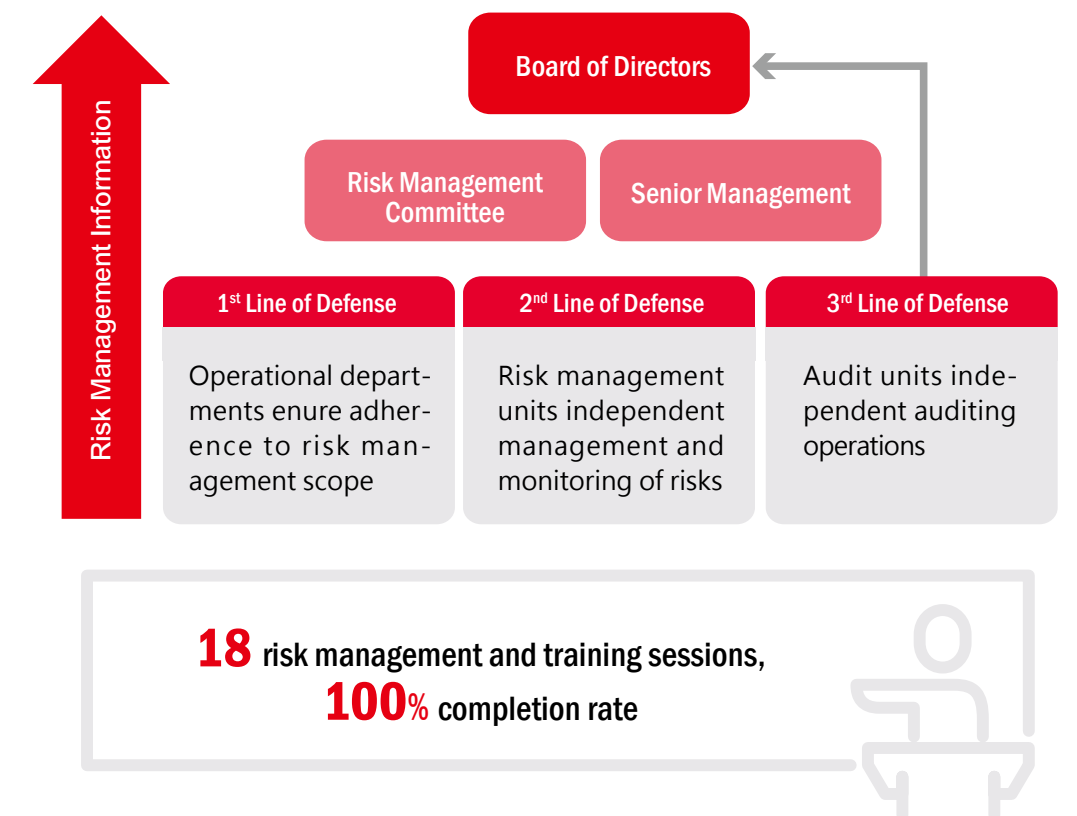 Risk Management Information
Board of Directors
Risk Management
Committee
Senior Management
1st Line of Defense
Operational depart-
ments enure adher-
ence to risk man-
agement scope
2nd Line of Defense
Risk management
units independent
management and
monitoring of risks
3rd Line of Defense
Audit units inde-
pendent auditing
operations
18 risk management and training sessions,
100% completion rate